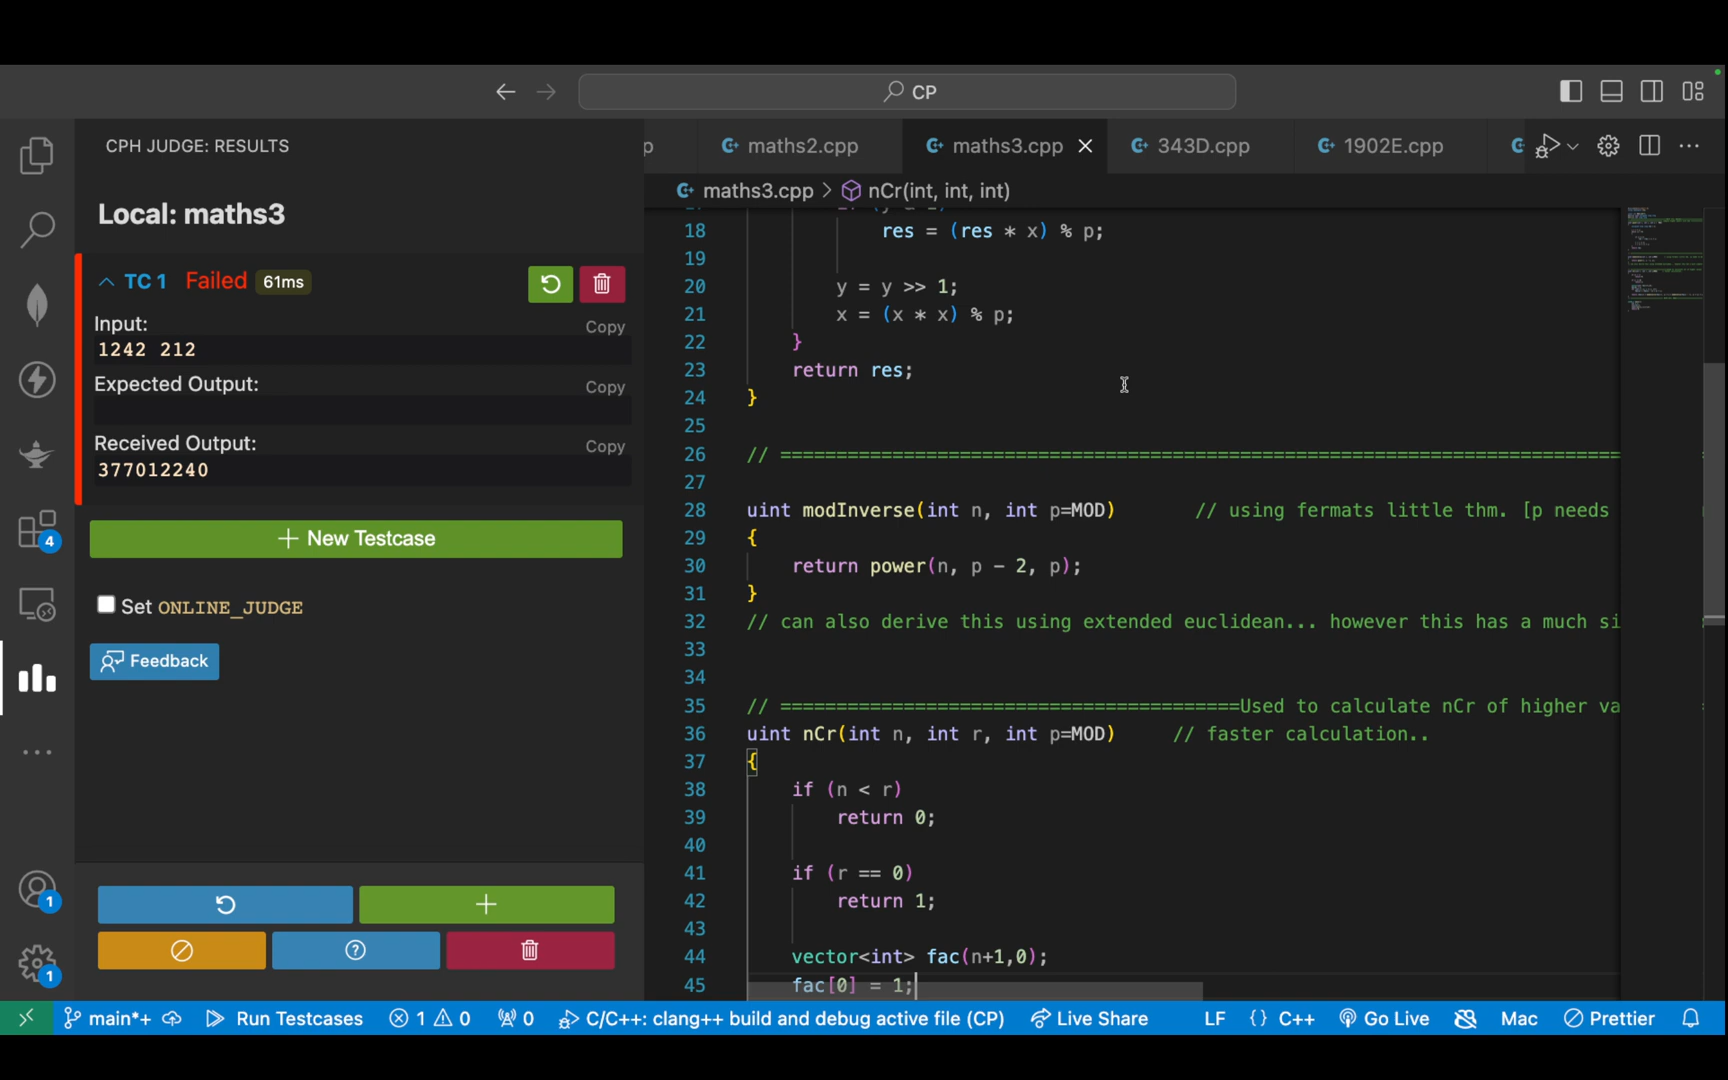 CP
CPH JUDGE: RESULTS
p
maths2.cpp
maths3.cpp
343D.cpp
1902E.cpp
maths3.cpp > nCr(int, int, int)
Local: maths3
TC 1 Failed 61ms
Input:
Copy
1242 212
Expected Output:
Copy
Received Output:
Copy
377012240
+ New Testcase
Set ONLINE_JUDGE
Feedback
4
1
1
18 res = (res * x) % p;
19
20 y = y >> 1;
21 x = (x * x) % p;
22 }
23 return res;
24 }
25
26 // ===========================================================================
27
28 uint modInverse(int n, int p=MOD) // using fermats little thm. [p needs
29 {
30 return power(n, p - 2, p);
31 }
32 // can also derive this using extended euclidean... however this has a much si
33
34
35 // =========================================Used to calculate nCr of higher va
36 uint nCr(int n, int r, int p=MOD) // faster calculation..
37 {
38 if (n < r)
39 return 0;
40
41 if (r == 0)
42 return 1;
43
44 vector<int> fac(n+1,0);
45 fac[0] = 1;
main*+ Run Testcases 1 0 0 C/C++: clang++ build and debug active file (CP) Live Share LF {} C++ Go Live Mac Prettier